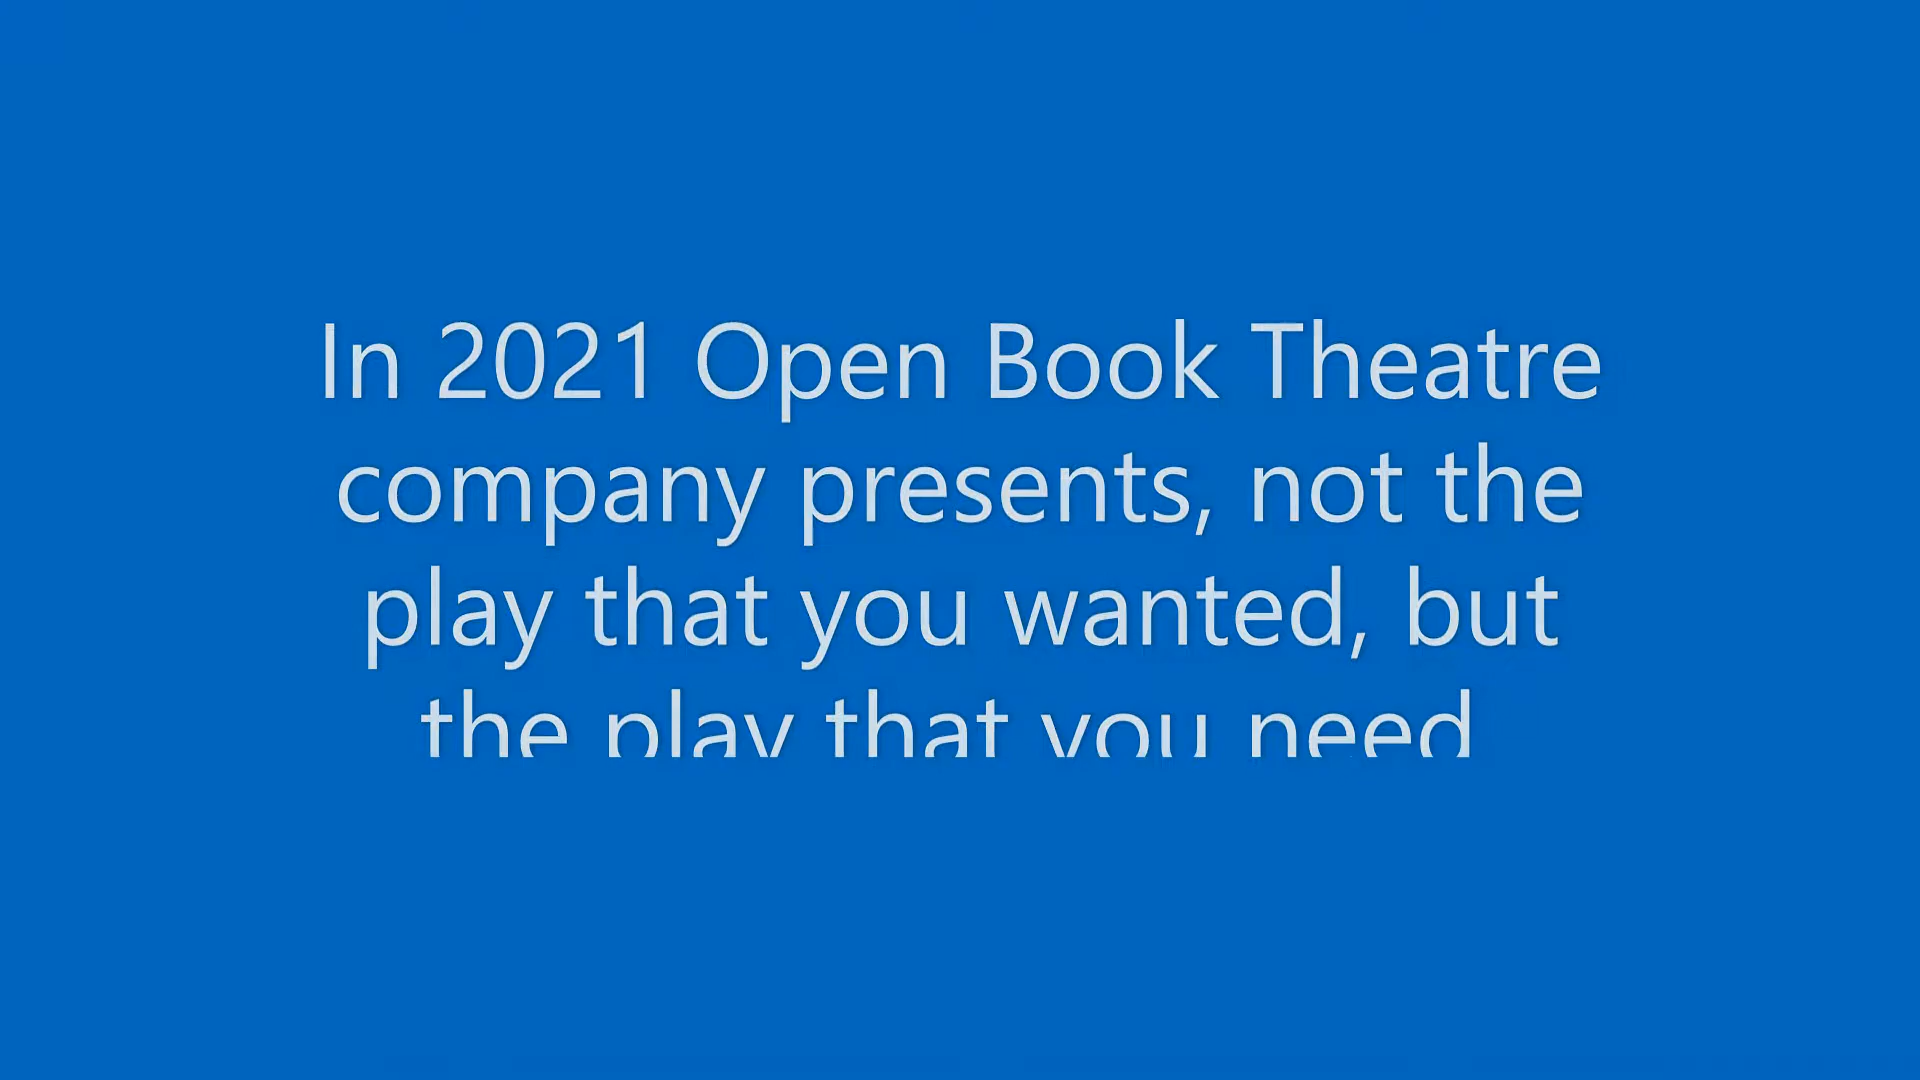 In 2021 Open Book Theatre
company presents, not the
play that you wanted, but
the play that you need